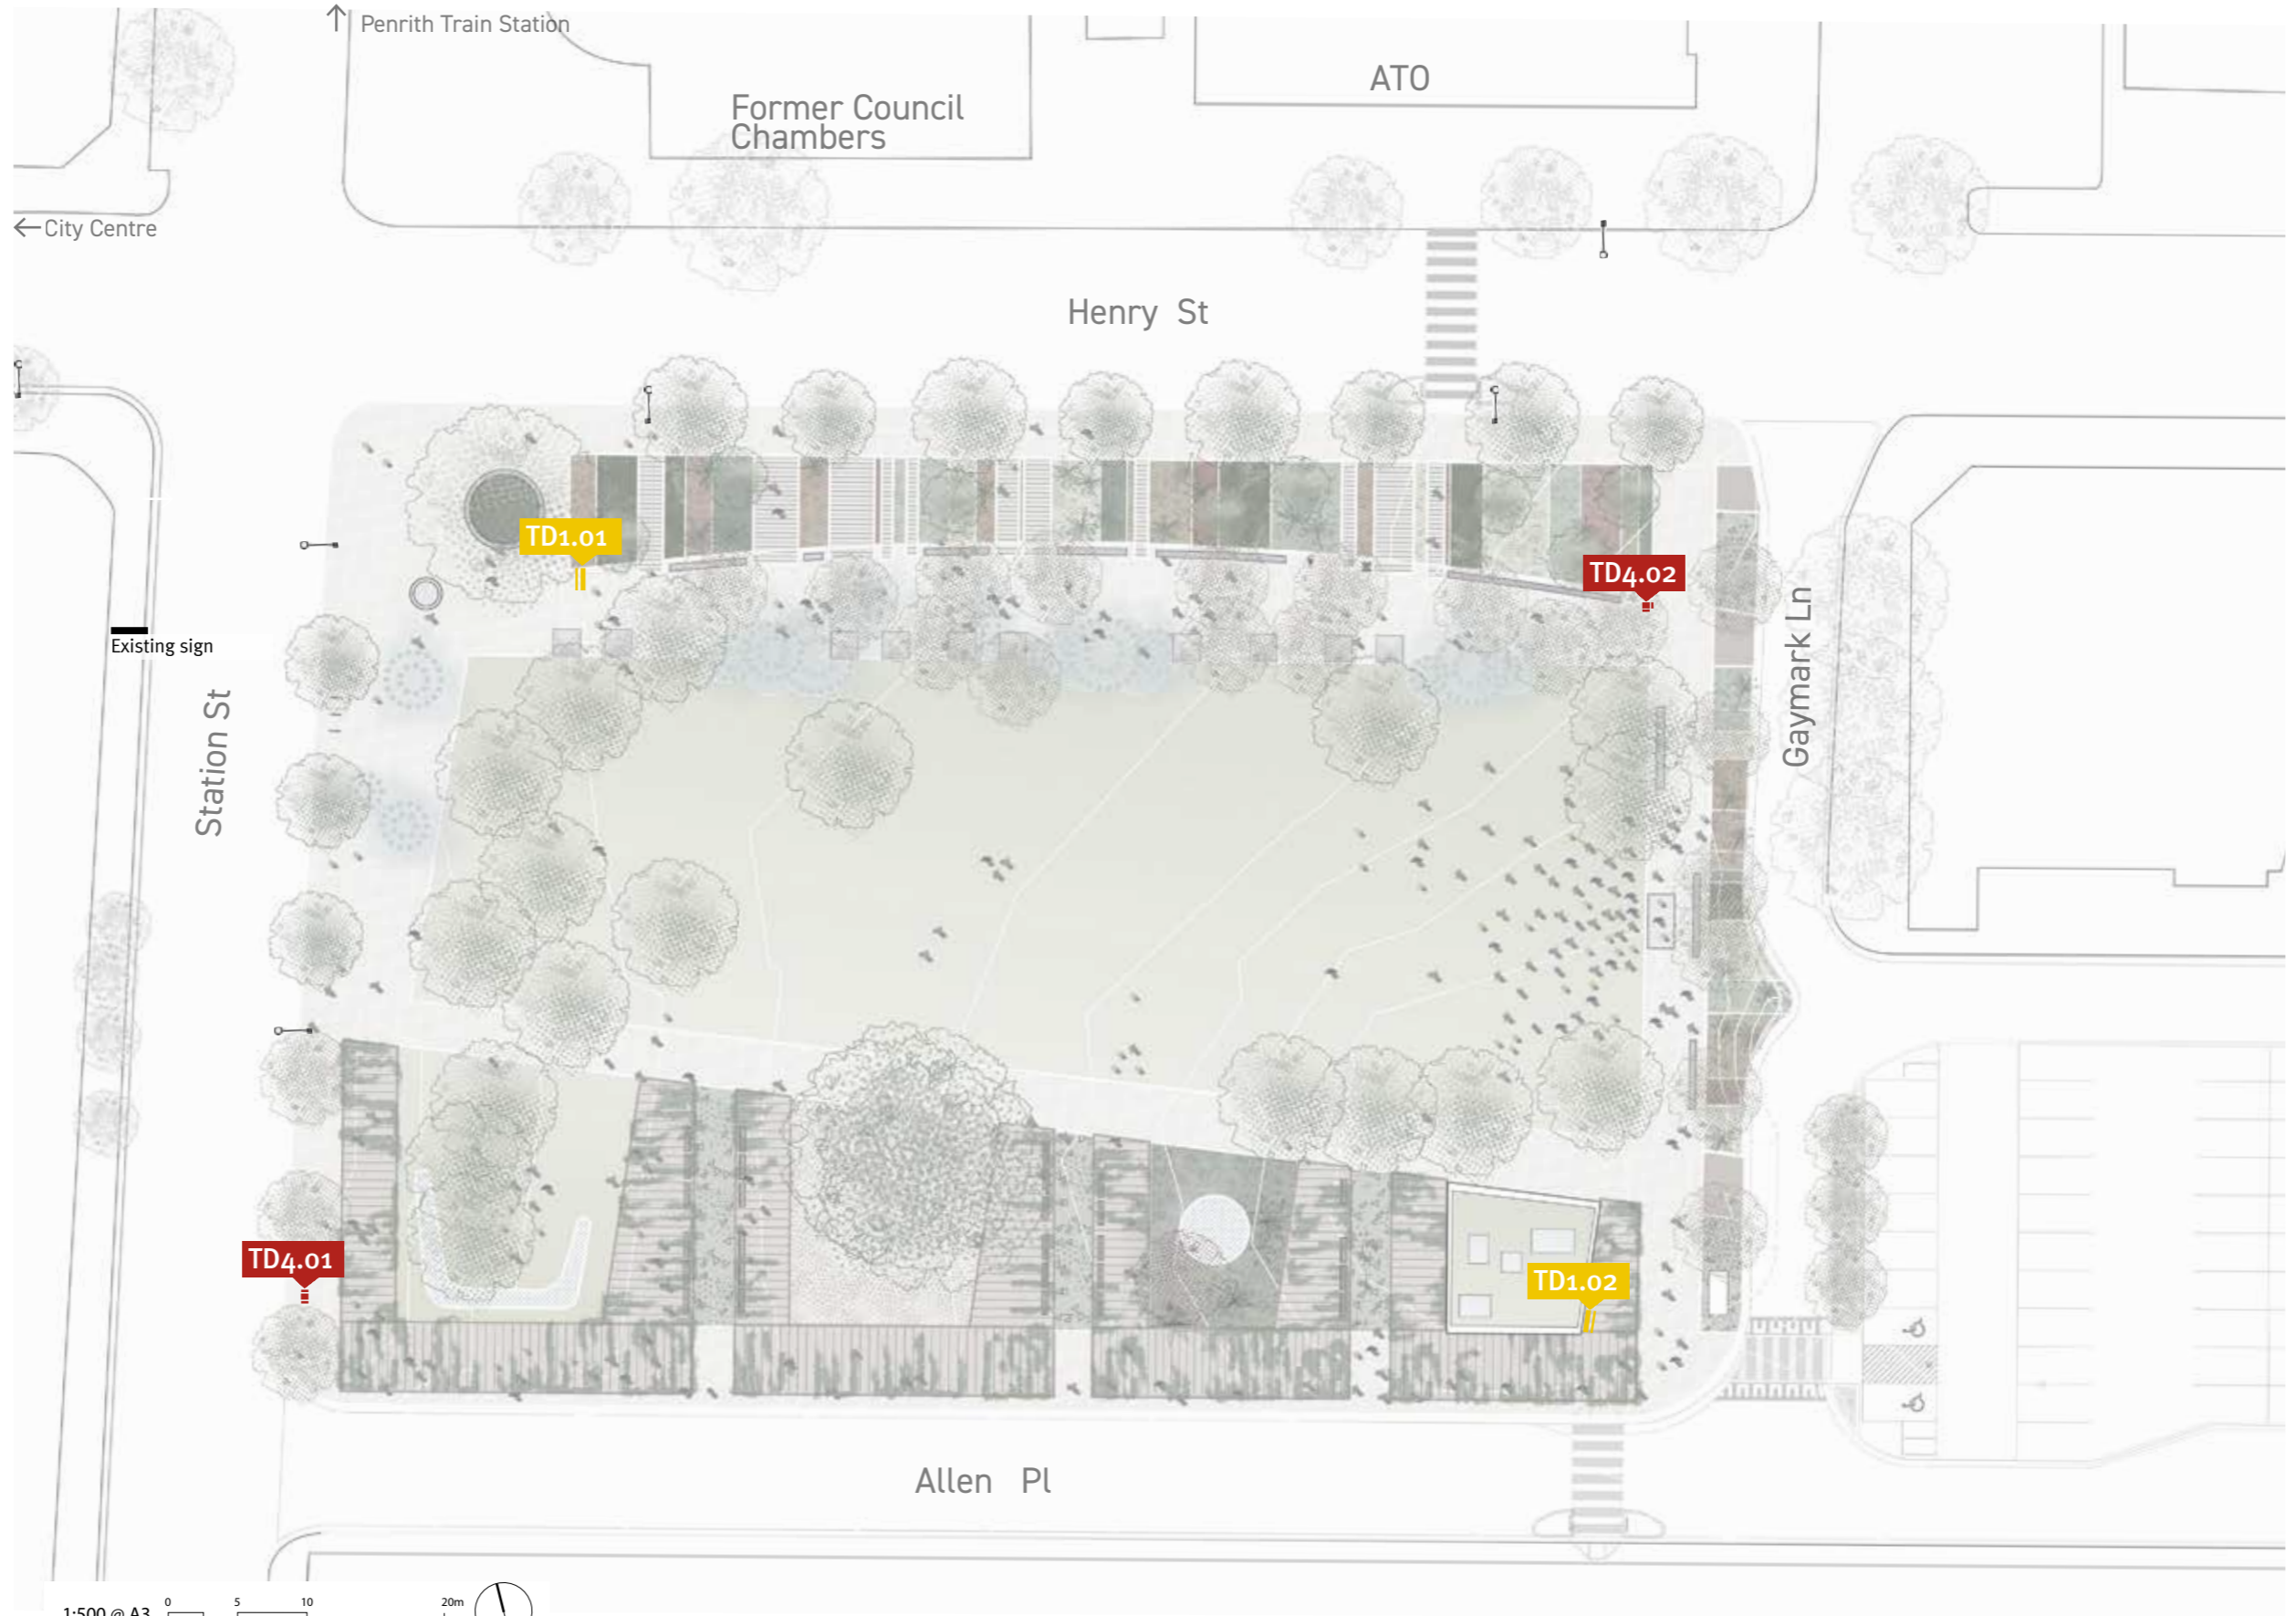 Penrith Train Station
ATO
Former Council
Chambers
City Centre
Henry St
TD1.01
TD4.02
Existing sign
Gaymark Ln
Station St
TD4.01
TD1.02
Allen Pl
1:500 @ A3
0 5 10 20m